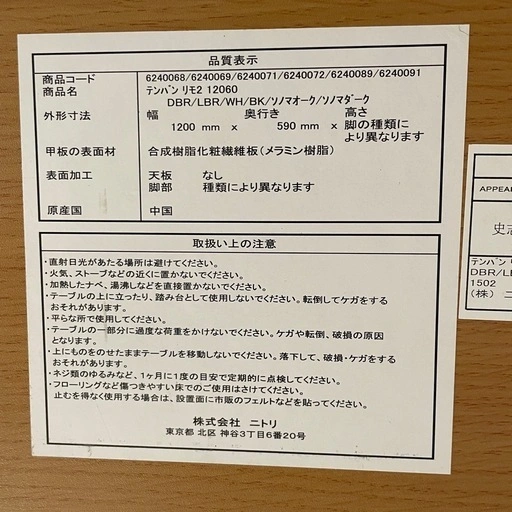 品質表示
商品コード 6240068/6240069/6240071/6240072/6240089/6240091
商品名 テンバン リモ2 12060
DBR/LBR/WH/BK/ソノマオーク/ソノマダーク
外形寸法 幅 奥行き 高さ
1200 mm x 590 mm x 脚の種類に
より異なります
甲板の表面材 合成樹脂化粧繊維板(メラミン樹脂)
表面加工 天板 なし
脚部 種類により異なります
原産国 中国
取扱い上の注意
・直射日光があたる場所は避けてください。
・火気、ストーブなどの近くに置かないでください。
・加熱したナベ、湯沸しなどを直接置かないでください。
・テーブルの上に立ったり、踏み台として使用しないでください。転倒してケガをする
おそれがあります。
・平らな所で使用してください。
・テーブルの一部分に過度な荷重をかけないでください。ケガや転倒、破損の原因
となります。
・上にものをのせたままテーブルを移動しないでください。落下して、破損・ケガをする
おそれがあります。
・ネジ類のゆるみなど、1ヶ月に1度の目安で定期的に点検してください。
・フローリングなど傷つきやすい床でのご使用はさけてください。
止むを得なく使用する場合は、設置面に市販のフェルトなどを貼ってください。
株式会社 ニトリ
東京都 北区 神谷3丁目6番20号
APPEA
史志
テンバン リ
DBR/LE
1502
(株) ニ